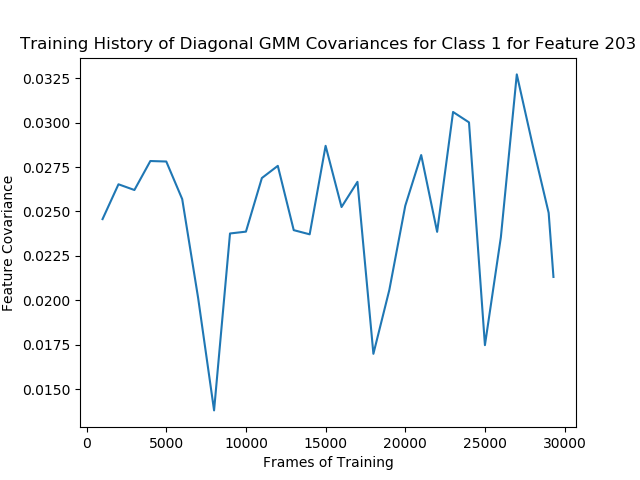 Training History of Diagonal GMM Covariances for Class 1 for Feature 203
Feature Covariance
0.0325
0.0300
0.0275
0.0250
0.0225
0.0200
0.0175
0.0150
0 5000 10000 15000 20000 25000 30000
Frames of Training